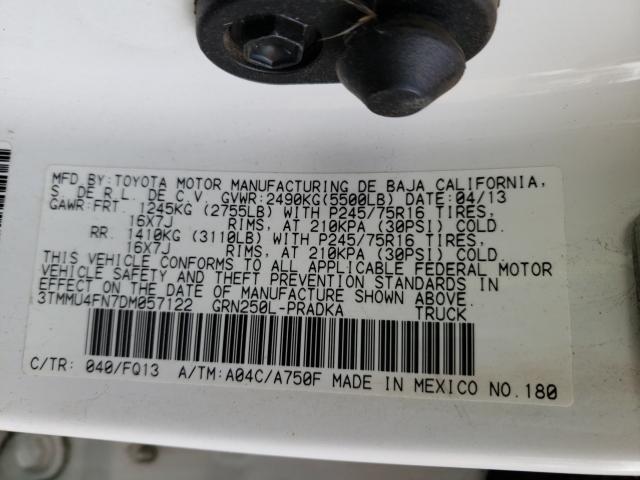 MFD.BY:TOYOTA MOTOR MANUFACTURING DE BAJA CALIFORNIA,
S. DE R.L. DE C.V. GVWR:2490KG(5500LB) DATE:04/13
GAWR:FRT. 1245KG (2755LB) WITH P245/75R16 TIRES,
16X7J RIMS, AT 210KPA (30PSI) COLD.
RR. 1410KG (3110LB) WITH P245/75R16 TIRES,
16X7J RIMS, AT 210KPA (30PSI) COLD.
THIS VEHICLE CONFORMS TO ALL APPLICABLE FEDERAL MOTOR
VEHICLE SAFETY AND THEFT PREVENTION STANDARDS IN
EFFECT ON THE DATE OF MANUFACTURE SHOWN ABOVE.
3TMMU4FN7DM057122 GRN250L-PRADKA TRUCK
C/TR: 040/FQ13 A/TM:A04C/A750F MADE IN MEXICO NO.180